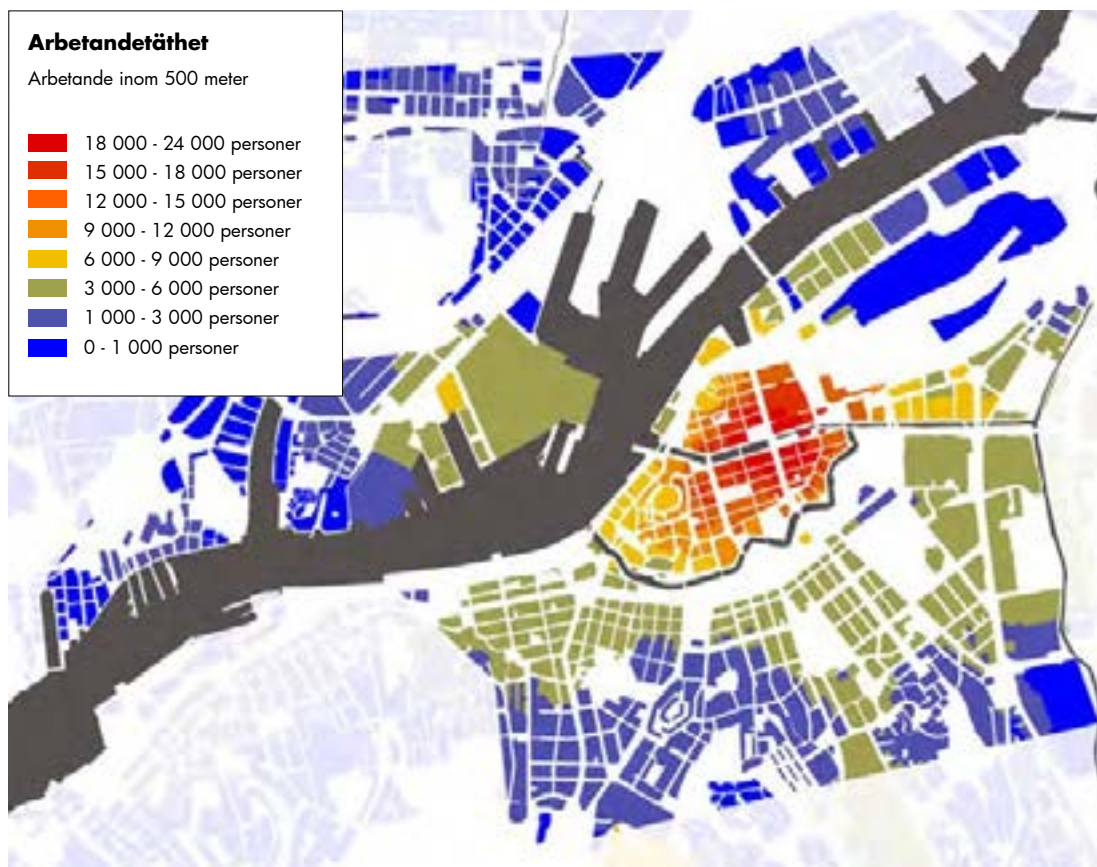 Arbetandetäthet
Arbetande inom 500 meter
18 000 - 24 000 personer
15 000 - 18 000 personer
12 000 - 15 000 personer
9 000 - 12 000 personer
6 000 - 9 000 personer
3 000 - 6 000 personer
1 000 - 3 000 personer
0 - 1 000 personer